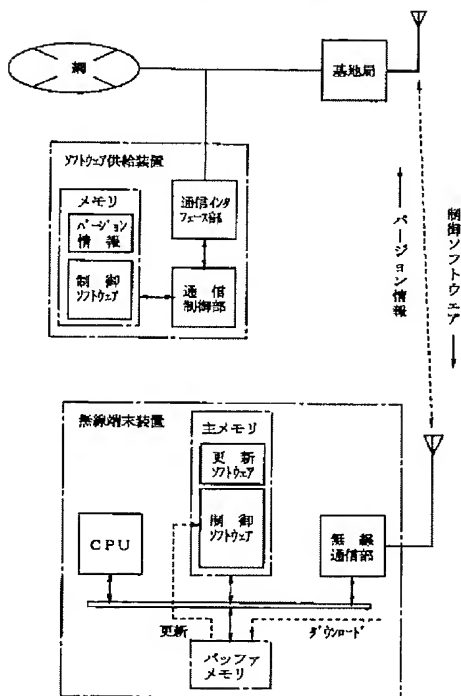 網
基地局
ソフトウェア供給装置
メモリ
バージョン
情報
制御
ソフトウェア
通信インタ
フェース部
通信
制御部
バージョン情報
制御ソフトウエア
無線端末装置
主メモリ
更新
ソフトウェア
制御
ソフトウェア
CPU
無線
通信部
更新
ダウンロード
バッファ
メモリ